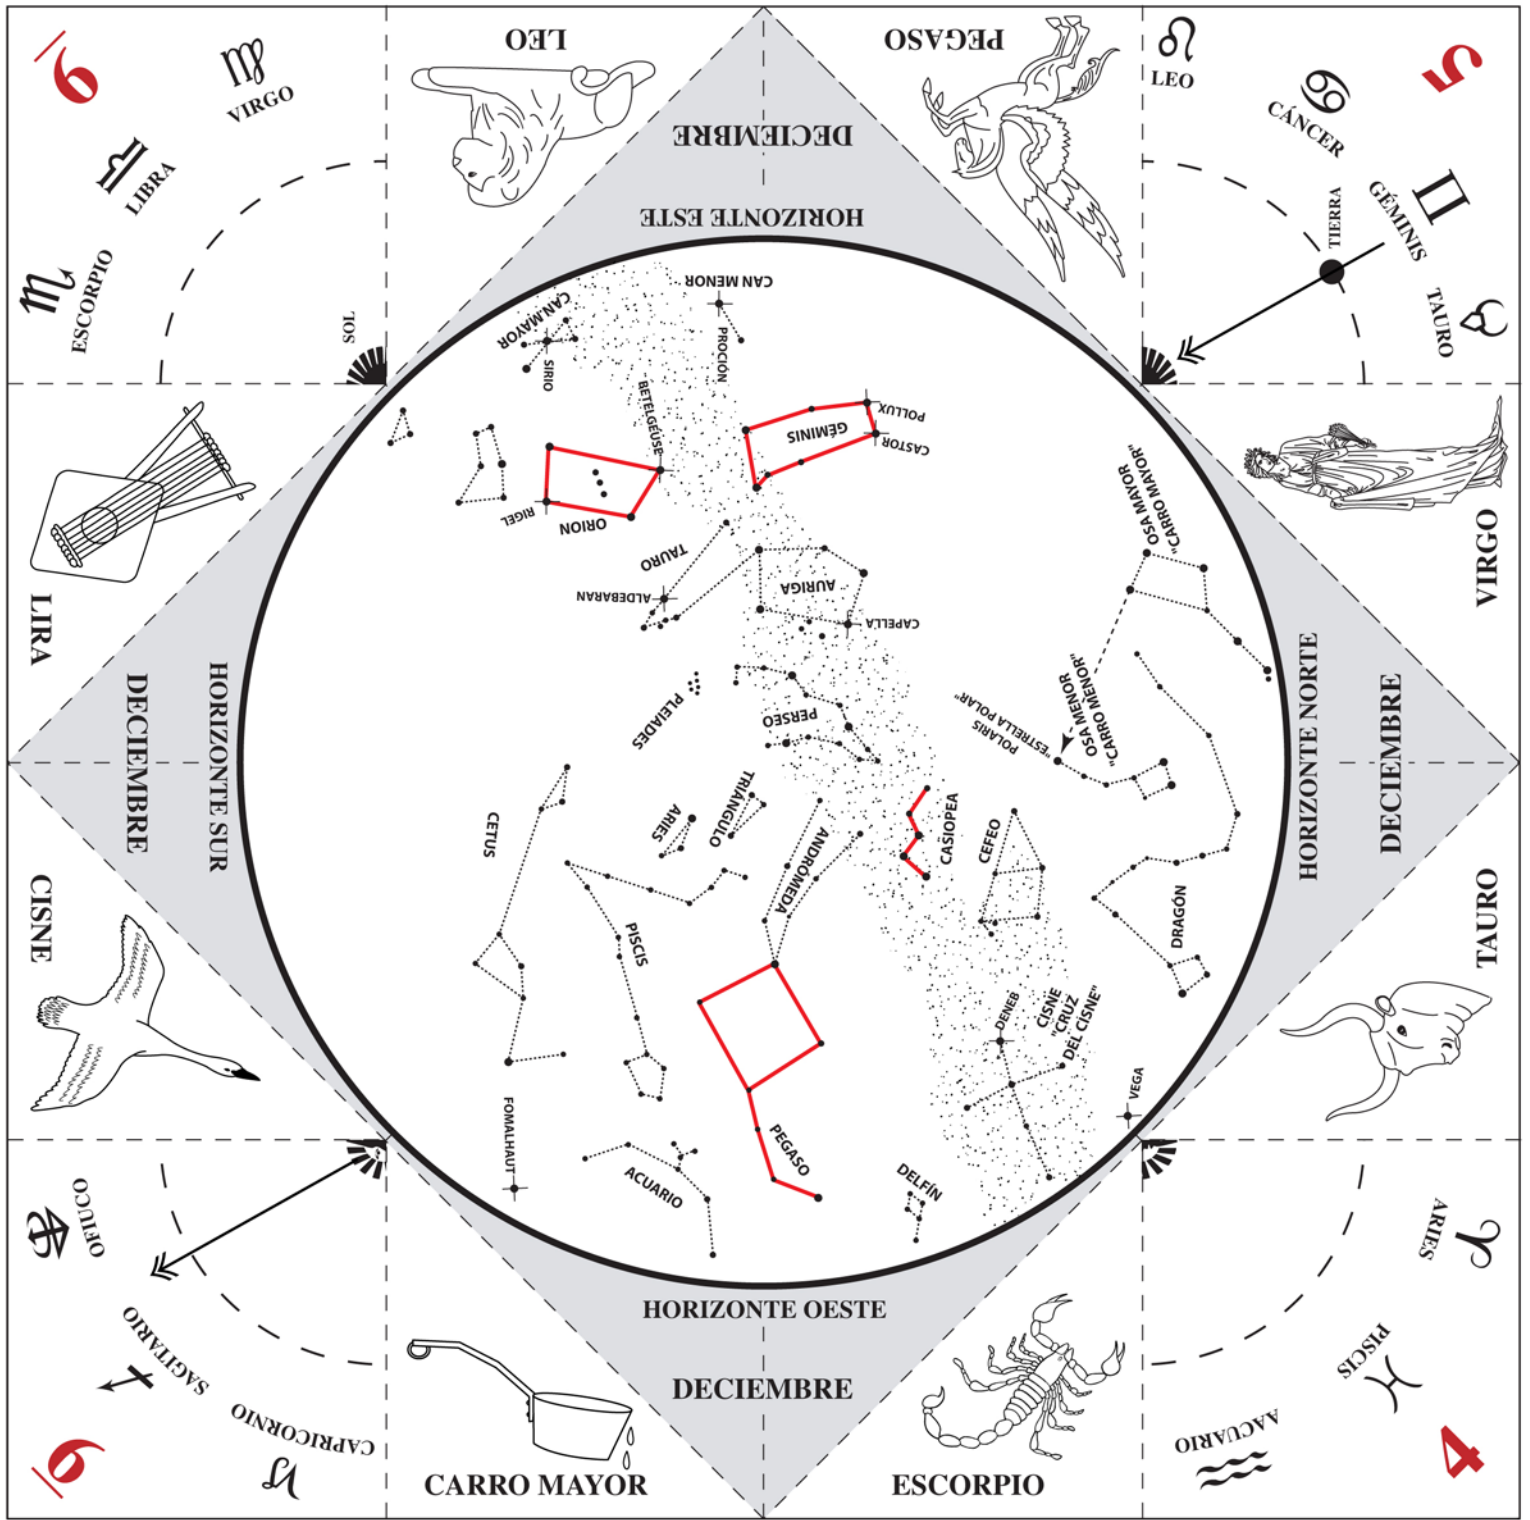 LEO
PEGASO
9
VIRGO
LIBRA
ESCORPIO
SOL
DECIEMBRE
HORIZONTE ESTE
LEO
5
CÁNCER
TIERRA
GÉMINIS
TAURO
CAN MENOR
CAN MAYOR
PROCIÓN
SIRIO
BETELGEUSE
POLLUX
GÉMINIS
CASTOR
RIGEL
ORION
LIRA
OSA MAYOR
"CARRO MAYOR"
VIRGO
TAURO
ALDEBARAN
AURIGA
CAPELLA
PLEIADES
PERSEO
POLARIS
"ESTRELLA POLAR"
OSA MENOR
"CARRO MENOR"
DECIEMBRE
HORIZONTE SUR
HORIZONTE NORTE
DECIEMBRE
CETUS
ARIES
TRIÁNGULO
ANDRÓMEDA
CASIOPEA
CEFEO
DRAGÓN
CISNE
TAURO
PISCIS
DENEB
CISNE
"CRUZ
DEL CISNE"
VEGA
FOMALHAUT
ACUARIO
PEGASO
DELFÍN
OFIUCO
SAGITARIO
CAPRICORNIO
6
HORIZONTE OESTE
DECIEMBRE
CARRO MAYOR
ESCORPIO
ARIES
PISCIS
AACUARIO
4